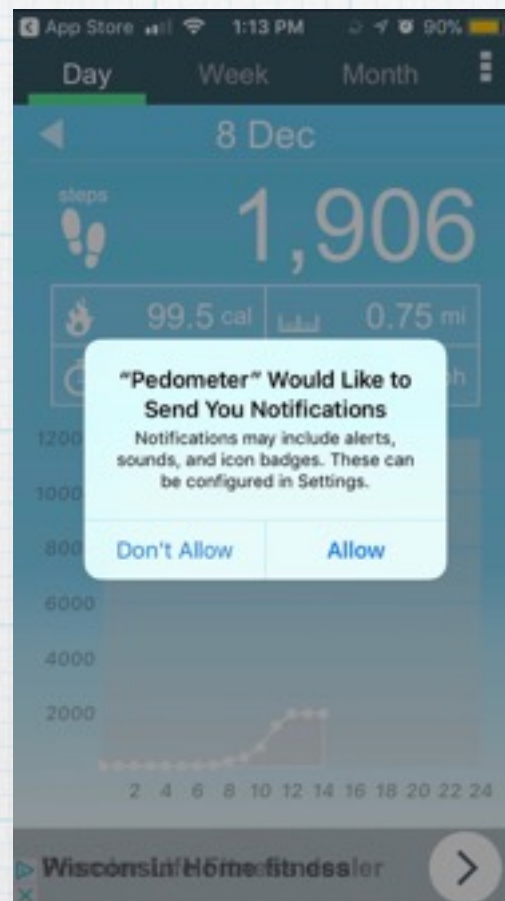 App Store 1:13 PM 90%
Day Week Month
8 Dec
steps
1,906
99.5 cal 0.75 mi
"Pedometer" Would Like to
Send You Notifications
Notifications may include alerts,
sounds, and icon badges. These can
be configured in Settings.
Don't Allow Allow
6000
4000
2000
2 4 6 8 10 12 14 16 18 20 22 24
Wisconsin Home fitness